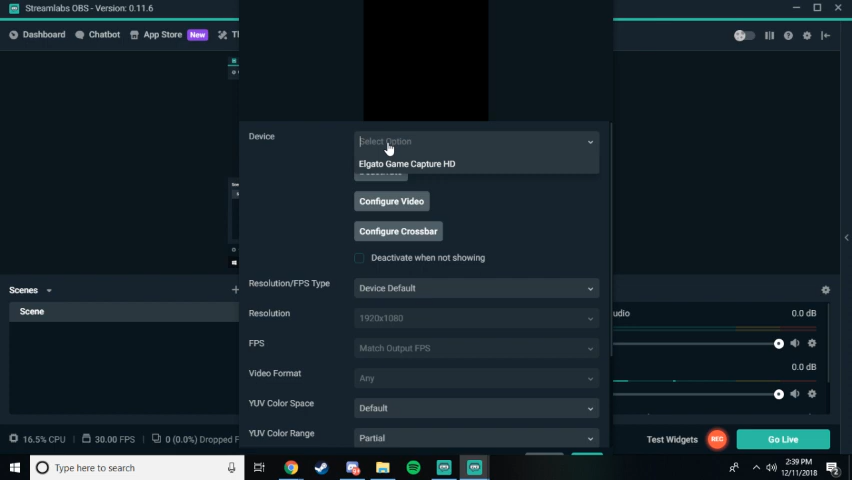 Streamlabs OBS - Version: 0.11.6
Dashboard Chatbot App Store New
Device
Select Option
Elgato Game Capture HD
Configure Video
Configure Crossbar
Deactivate when not showing
Resolution/FPS Type Device Default
Resolution 1920x1080
FPS Match Output FPS
Video Format Any
YUV Color Space Default
YUV Color Range Partial
Scenes
Scene
0.0 dB
0.0 dB
16.5% CPU 30.00 FPS 0 (0.0%) Dropped
Test Widgets REC Go Live
Type here to search
2:39 PM
12/11/2018